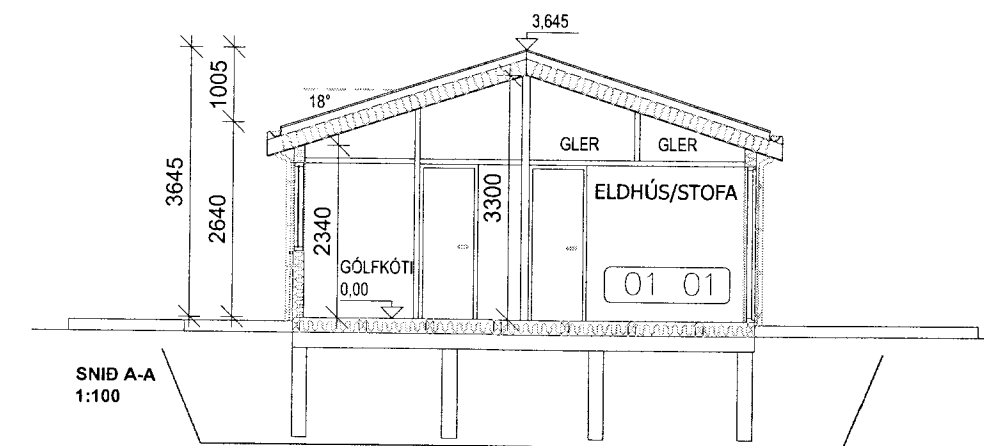 3,645
1005
18°
GLER GLER
3645
2640
2340
3300
ELDHÚS/STOFA
GÓLFKÓTI
0,00
01 01
SNIÐ A-A
1:100